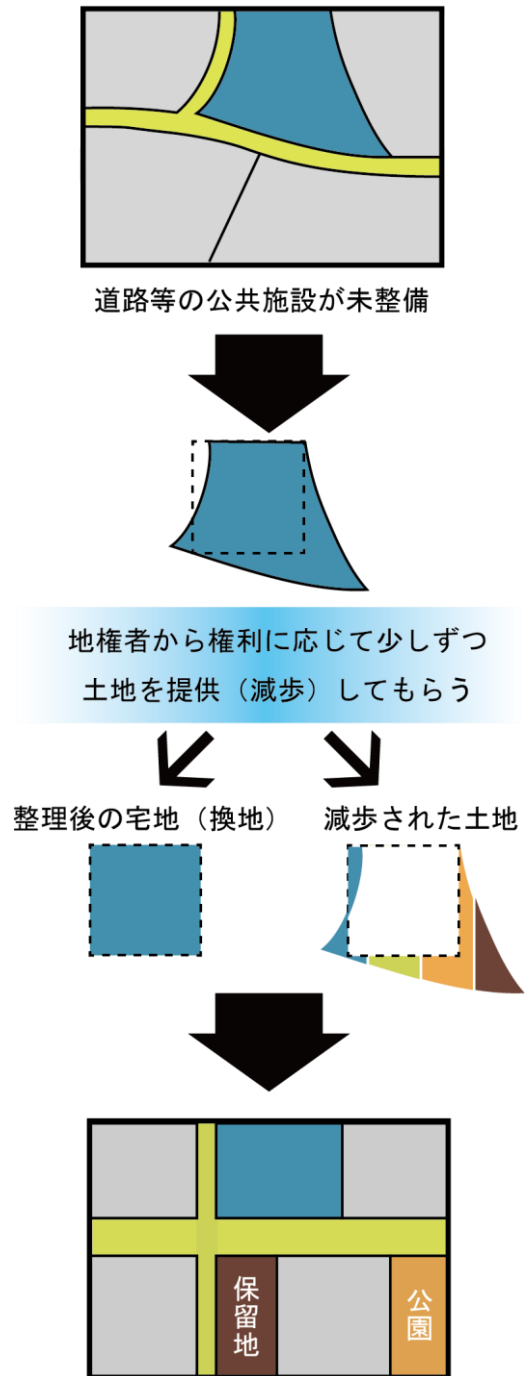 道路等の公共施設が未整備
地権者から権利に応じて少しずつ
土地を提供（減歩）してもらう
整理後の宅地（換地）
減歩された土地
保留地
公園